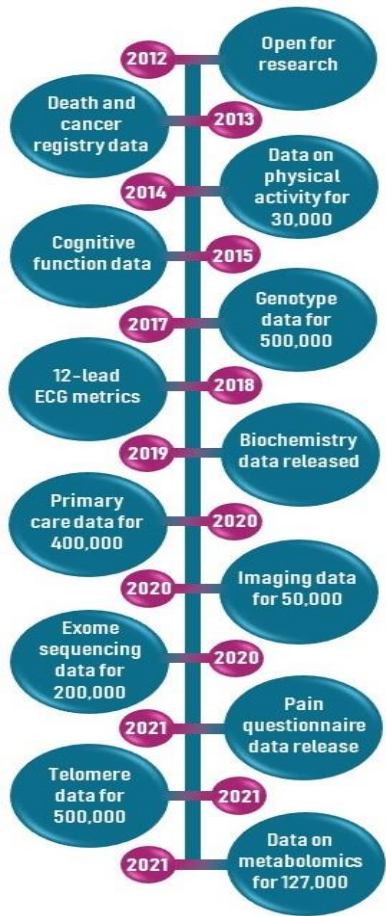 2012
Open for
research
Death and
cancer
registry data
2013
2014
Data on
physical
activity for
30,000
Cognitive
function data
2015
2017
Genotype
data for
500,000
12-lead
ECG metrics
2018
2019
Biochemistry
data released
Primary
care data for
400,000
2020
2020
Imaging data
for 50,000
Exome
sequencing
data for
200,000
2020
2021
Pain
questionnaire
data release
Telomere
data for
500,000
2021
2021
Data on
metabolomics
for 127,000